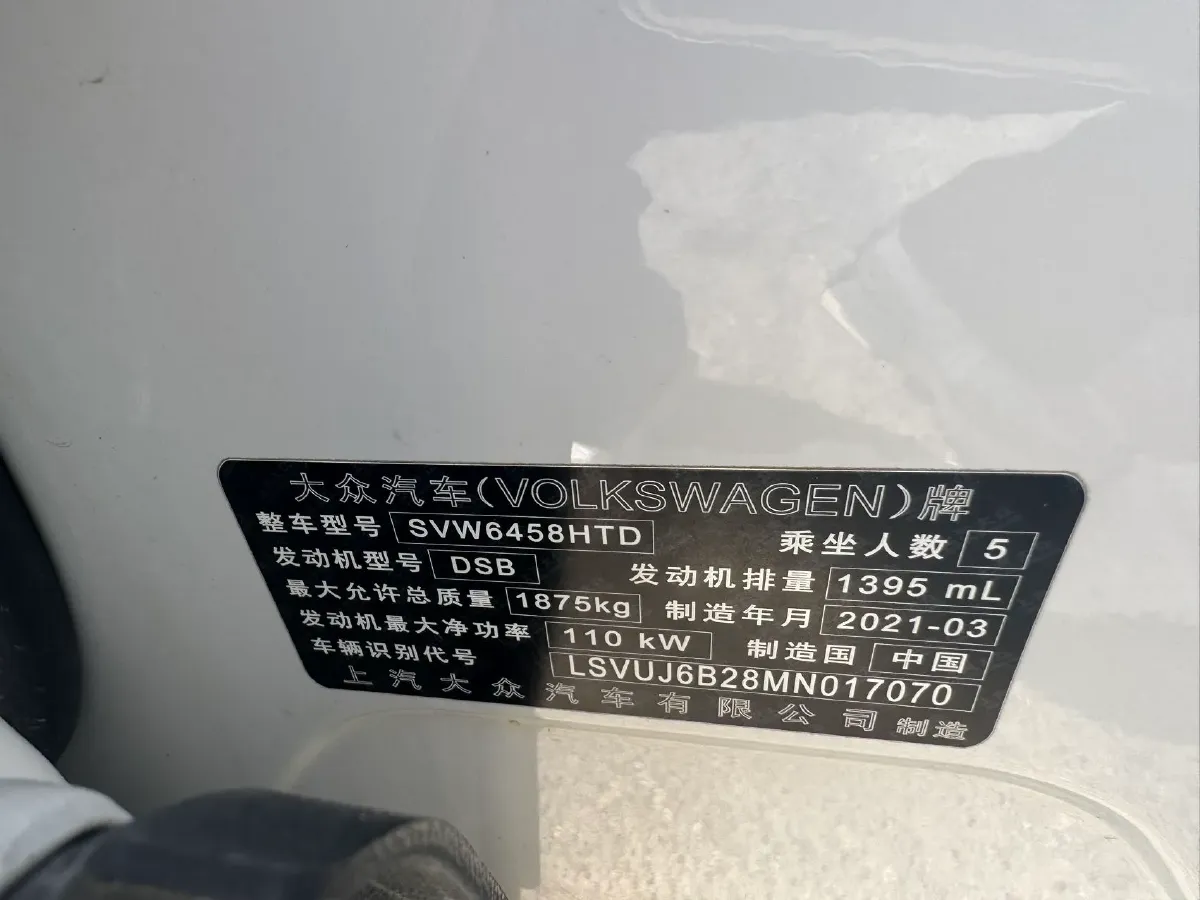 大众汽车(VOLKSWAGEN)牌
整车型号 SVW6458HTD 乘坐人数 5
发动机型号 DSB 发动机排量 1395 mL
最大允许总质量 1875kg 制造年月 2021-03
发动机最大净功率 110 kW 制造国 中国
车辆识别代号 LSVUJ6B28MN017070
上汽大众汽车有限公司 制造